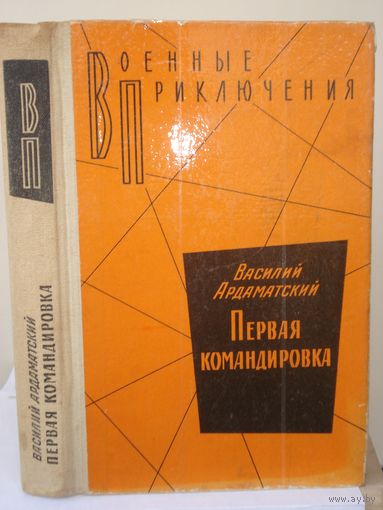 Военные
Приключения
Василий
Ардаматский
Первая
командировка
ВП
Василий Ардаматский
Первая командировка
www.ay.by